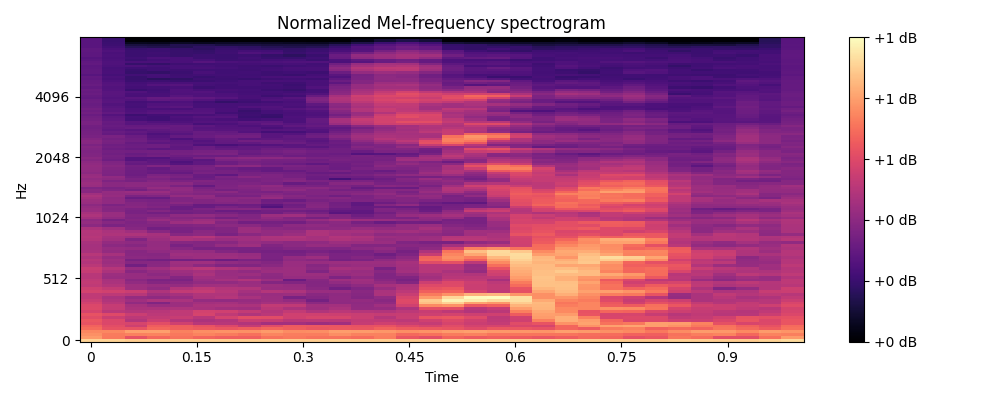 Normalized Mel-frequency spectrogram
+1 dB
4096
+1 dB
2048
+1 dB
Hz
1024
+0 dB
512
+0 dB
0
+0 dB
0 0.15 0.3 0.45 0.6 0.75 0.9
Time